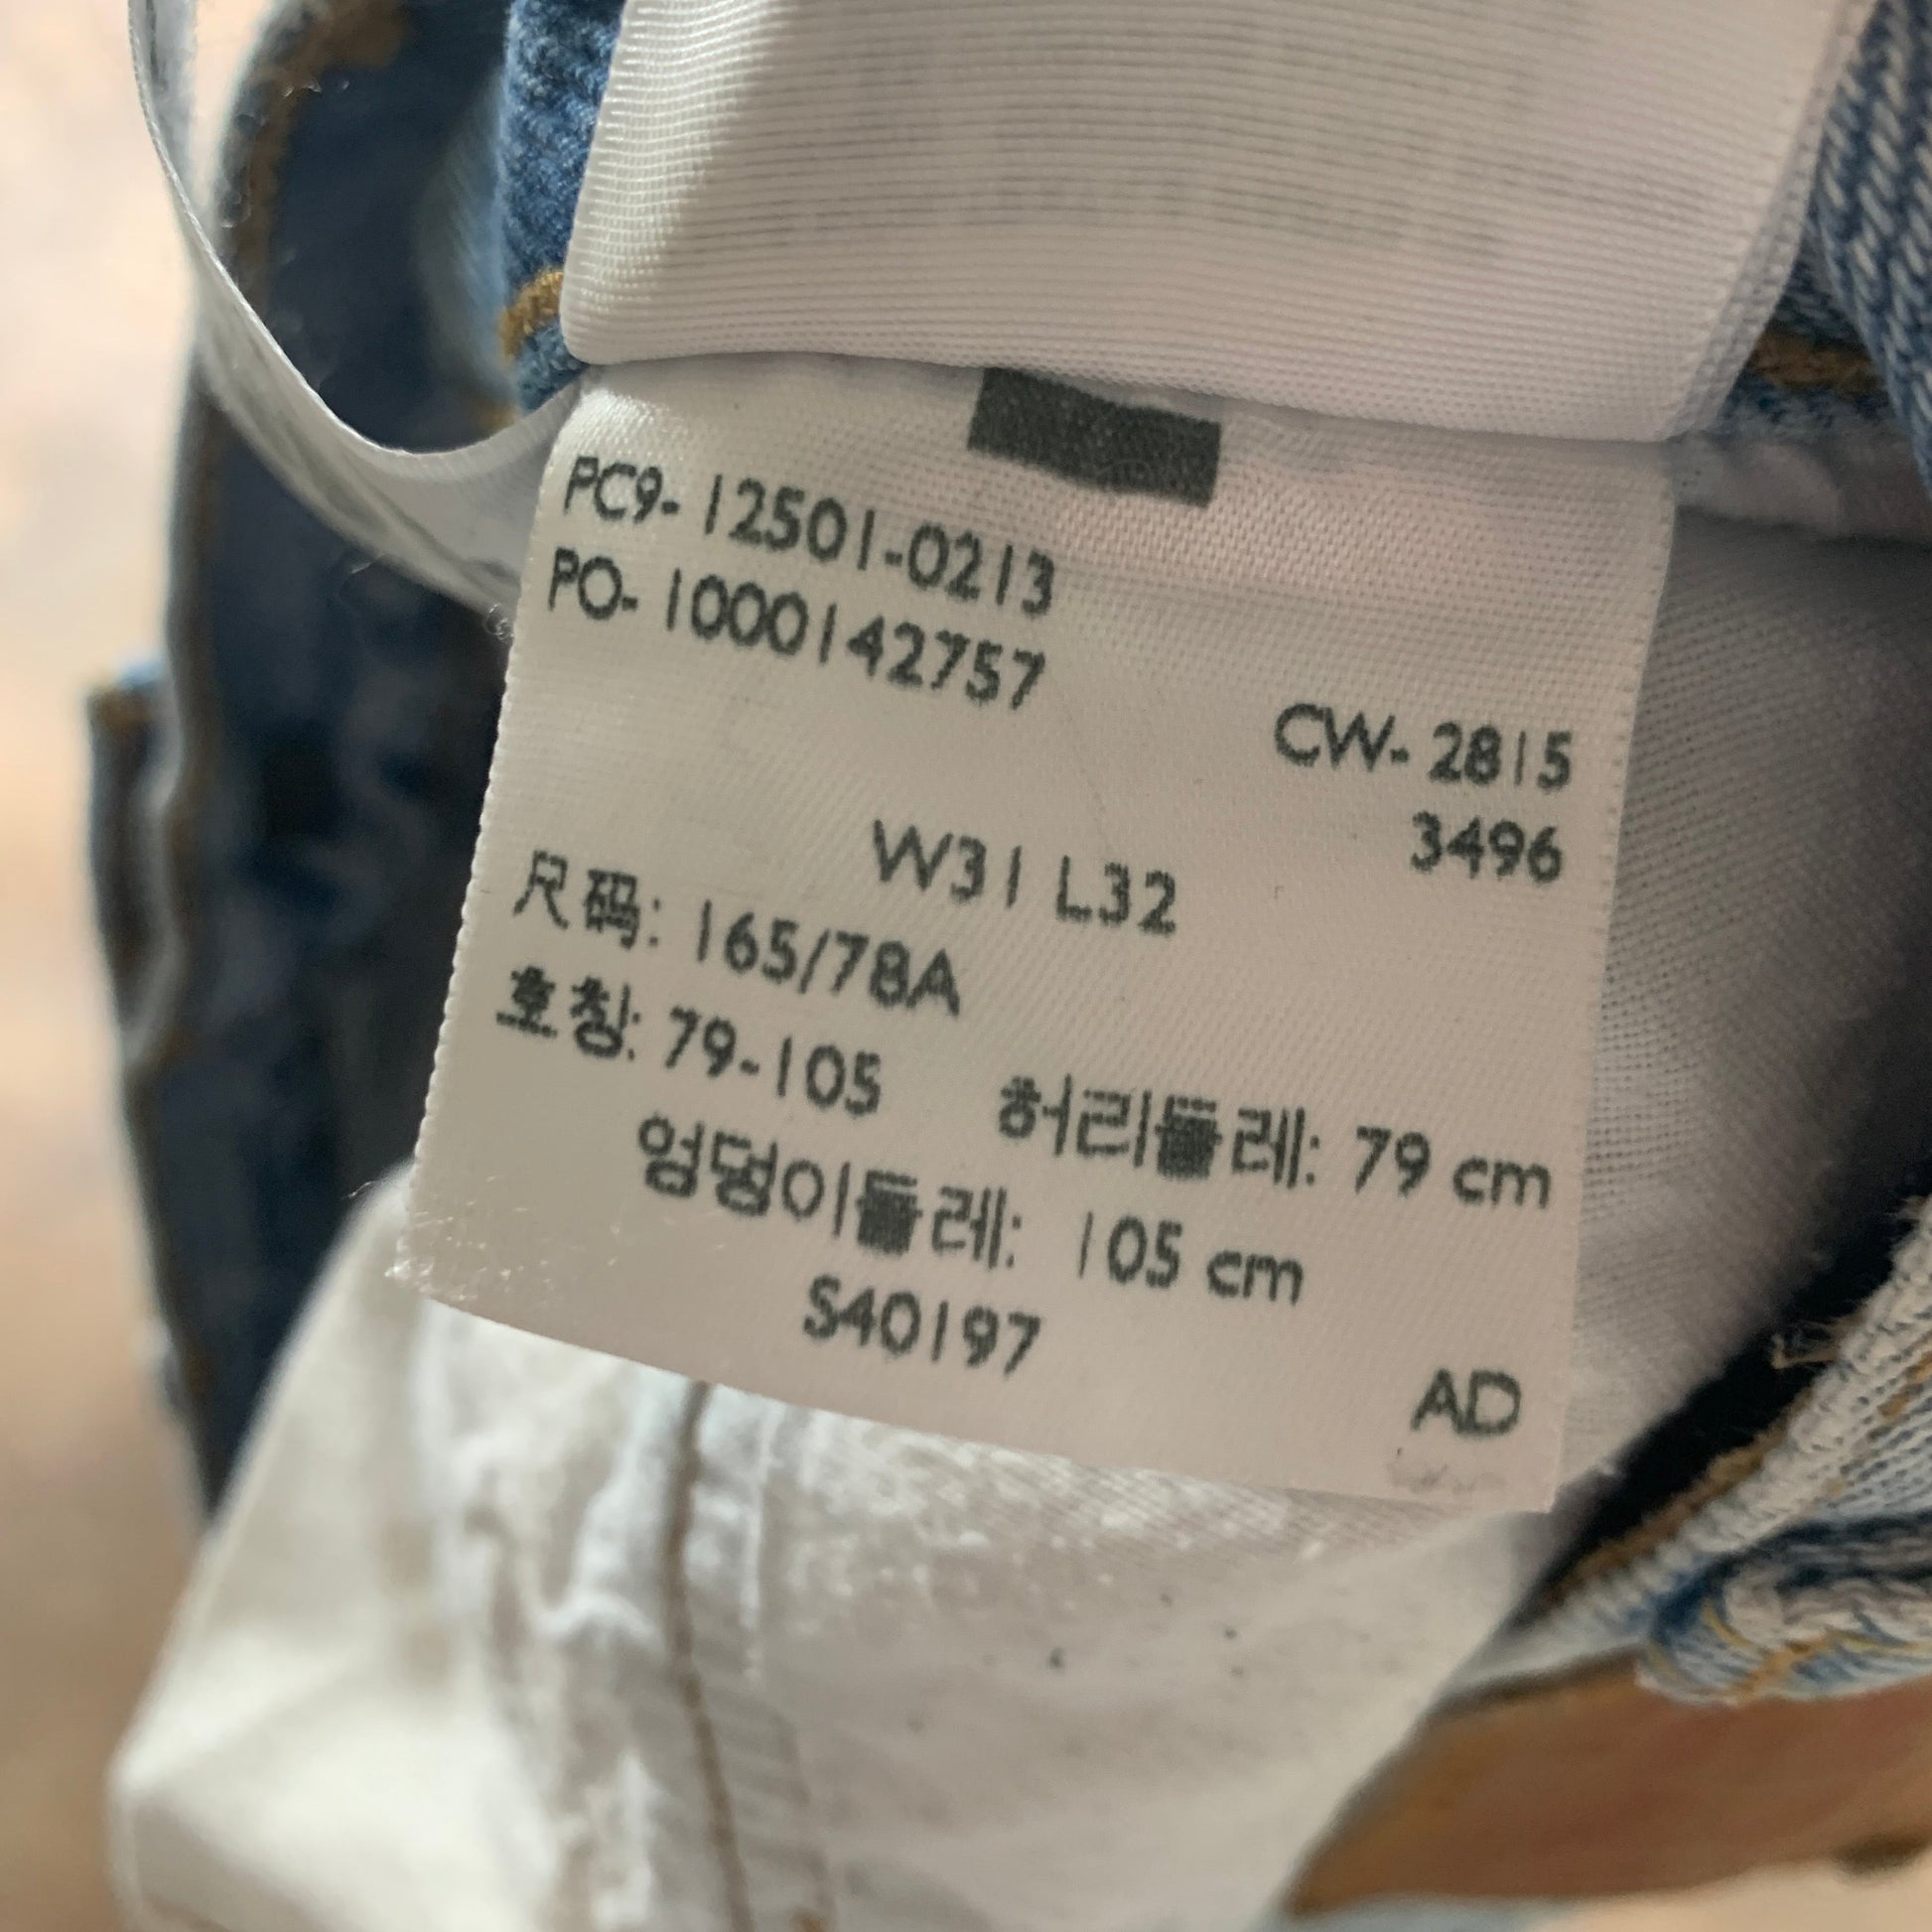 PC9-12501-0213
PO-1000142757
CW-2815
3496
W31 L32
尺码: 165/78A
호칭: 79-105 허리둘레: 79 cm
엉덩이둘레: 105 cm
S40197
AD